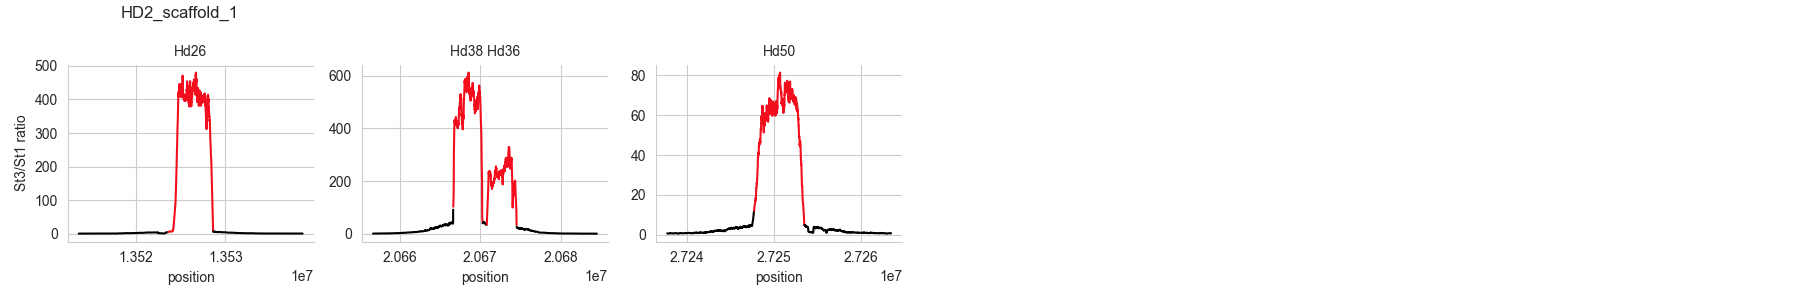 HD2_scaffold_1
Hd26
500
400
300
200
100
0
St3/St1 ratio
1.352 1.353
position
1e7
Hd38 Hd36
600
400
200
0
2.066 2.067 2.068
position
1e7
Hd50
80
60
40
20
0
2.724 2.725 2.726
position
1e7